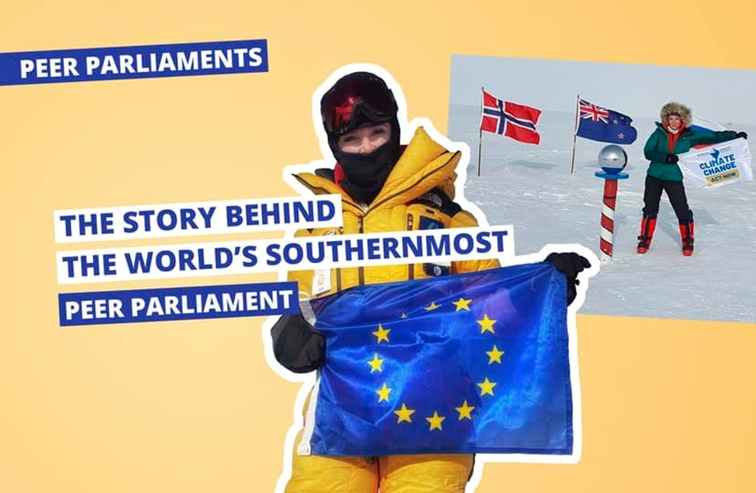 PEER PARLIAMENTS
THE STORY BEHIND
THE WORLD'S SOUTHERNMOST
PEER PARLIAMENT
CLIMATE
CHANGE
ACT NOW